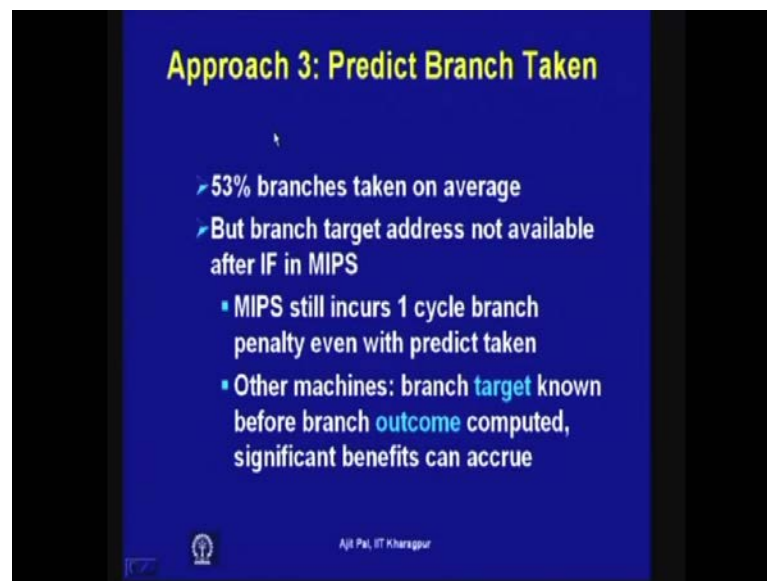 Approach 3: Predict Branch Taken
➢53% branches taken on average
➢But branch target address not available
after IF in MIPS
▪ MIPS still incurs 1 cycle branch
penalty even with predict taken
▪ Other machines: branch target known
before branch outcome computed,
significant benefits can accrue
Ajit Pal, IIT Kharagpur